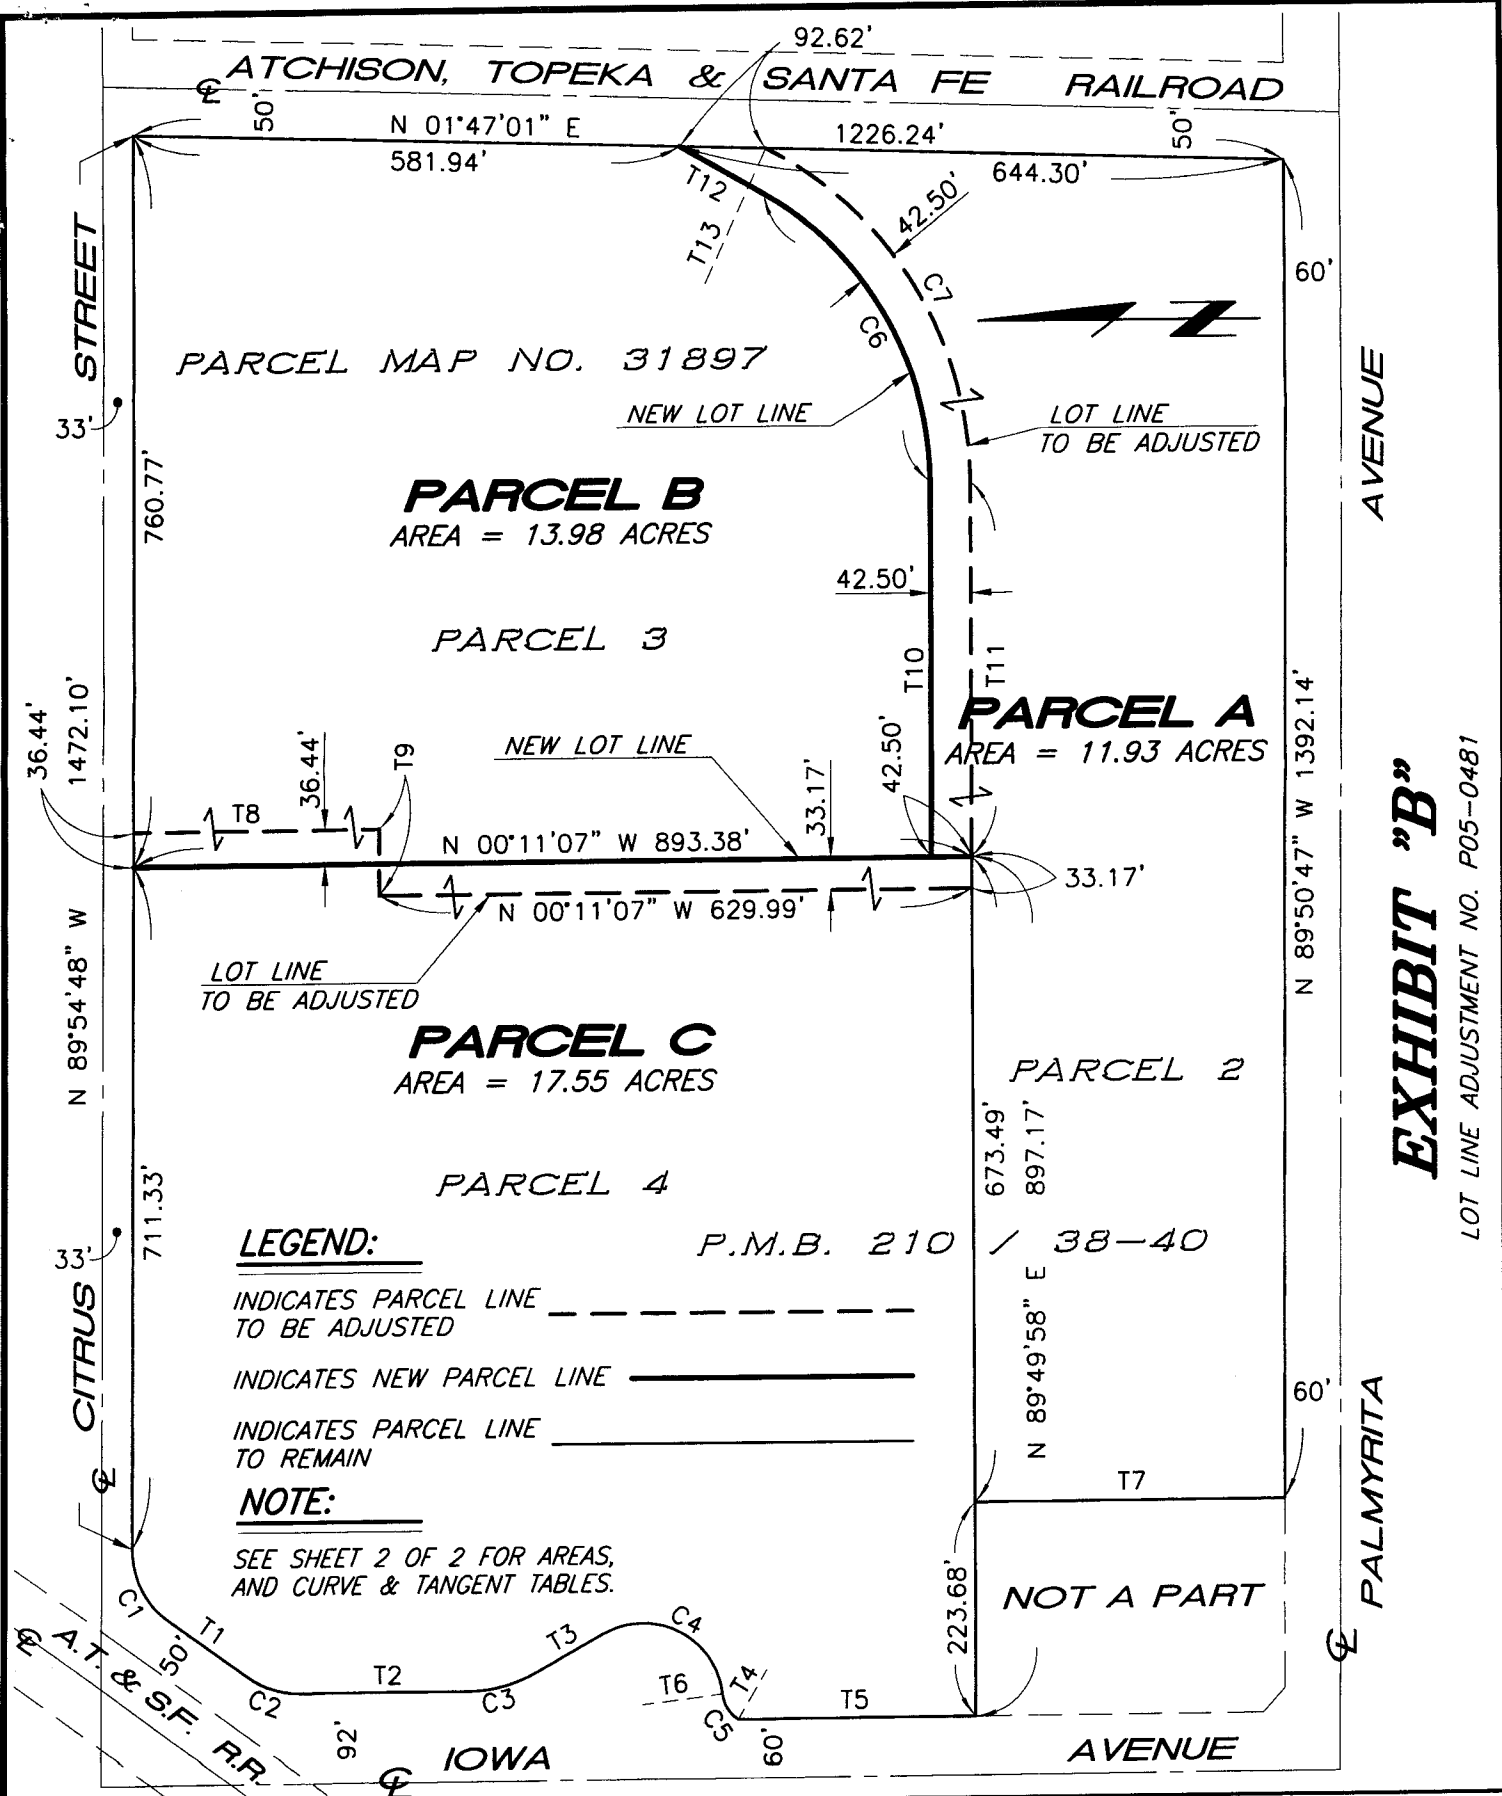 92.62'
℄ ATCHISON, TOPEKA & SANTA FE RAILROAD
50'
N 01°47'01" E
581.94'
1226.24'
644.30'
50'
T12
T13
42.50'
C7
C6
60'
STREET
33'
760.77'
PARCEL MAP NO. 31897
NEW LOT LINE
LOT LINE
TO BE ADJUSTED
AVENUE
PARCEL B
AREA = 13.98 ACRES
42.50'
PARCEL 3
T10
T11
PARCEL A
AREA = 11.93 ACRES
36.44'
1472.10'
T8
36.44'
T9
NEW LOT LINE
33.17'
42.50'
N 00°11'07" W 893.38'
33.17'
N 00°11'07" W 629.99'
N 89°50'47" W 1392.14'
EXHIBIT "B"
LOT LINE ADJUSTMENT NO. P05-0481
N 89°54'48" W
LOT LINE
TO BE ADJUSTED
PARCEL C
AREA = 17.55 ACRES
PARCEL 2
673.49'
897.17'
N 89°49'58" E
PARCEL 4
711.33'
33'
P.M.B. 210 / 38-40
LEGEND:
INDICATES PARCEL LINE
TO BE ADJUSTED
INDICATES NEW PARCEL LINE
INDICATES PARCEL LINE
TO REMAIN
NOTE:
SEE SHEET 2 OF 2 FOR AREAS,
AND CURVE & TANGENT TABLES.
CITRUS
℄
60'
T7
PALMYRITA
℄
NOT A PART
223.68'
C1
T1
50'
C2
T2
C3
T3
C4
T6
T4
C5
T5
℄ A.T. & S.F. R.R.
92'
℄
IOWA
60'
AVENUE